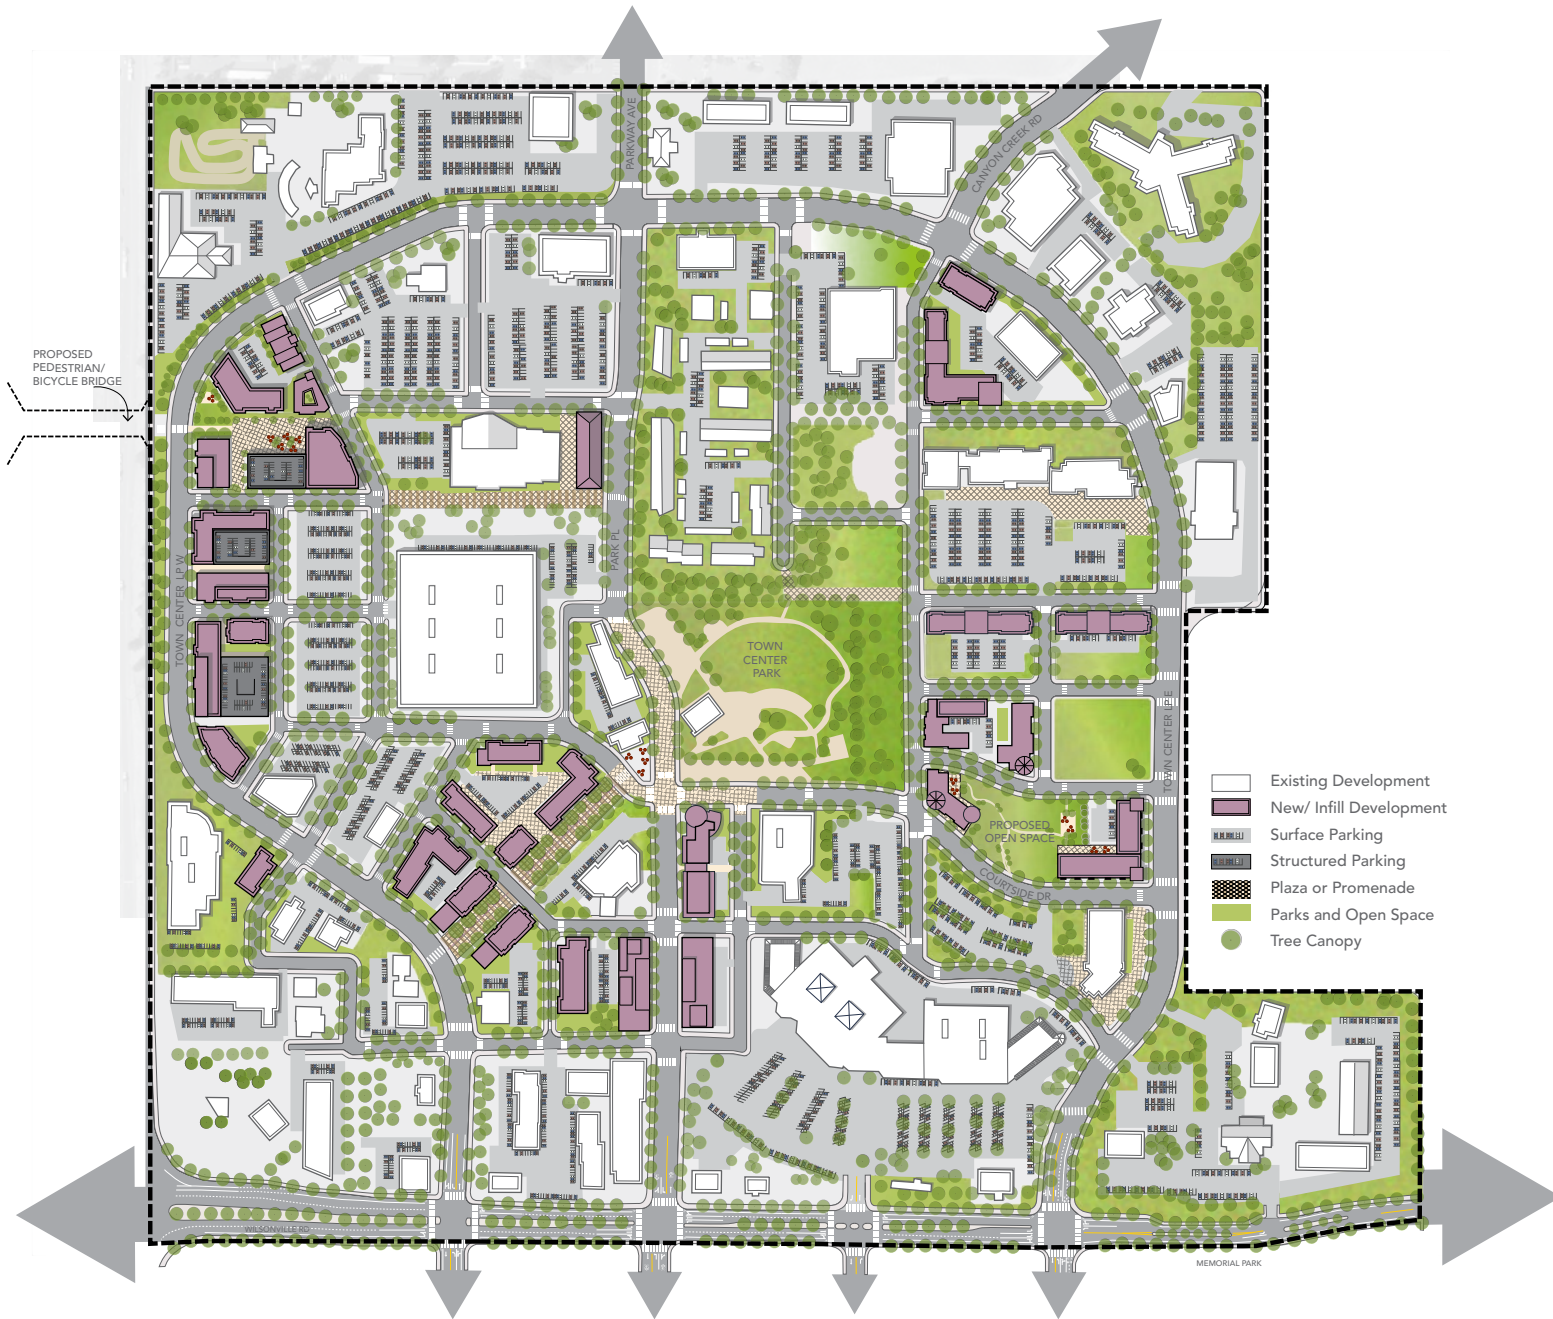 PARKWAY AVE
CANYON CREEK RD
PROPOSED
PEDESTRIAN/
BICYCLE BRIDGE
TOWN CENTER LP W
PARK PL
TOWN
CENTER
PARK
TOWN CENTER LP E
PROPOSED
OPEN SPACE
COURTSIDE DR
Existing Development
New/ Infill Development
Surface Parking
Structured Parking
Plaza or Promenade
Parks and Open Space
Tree Canopy
WILSONVILLE RD
MEMORIAL PARK